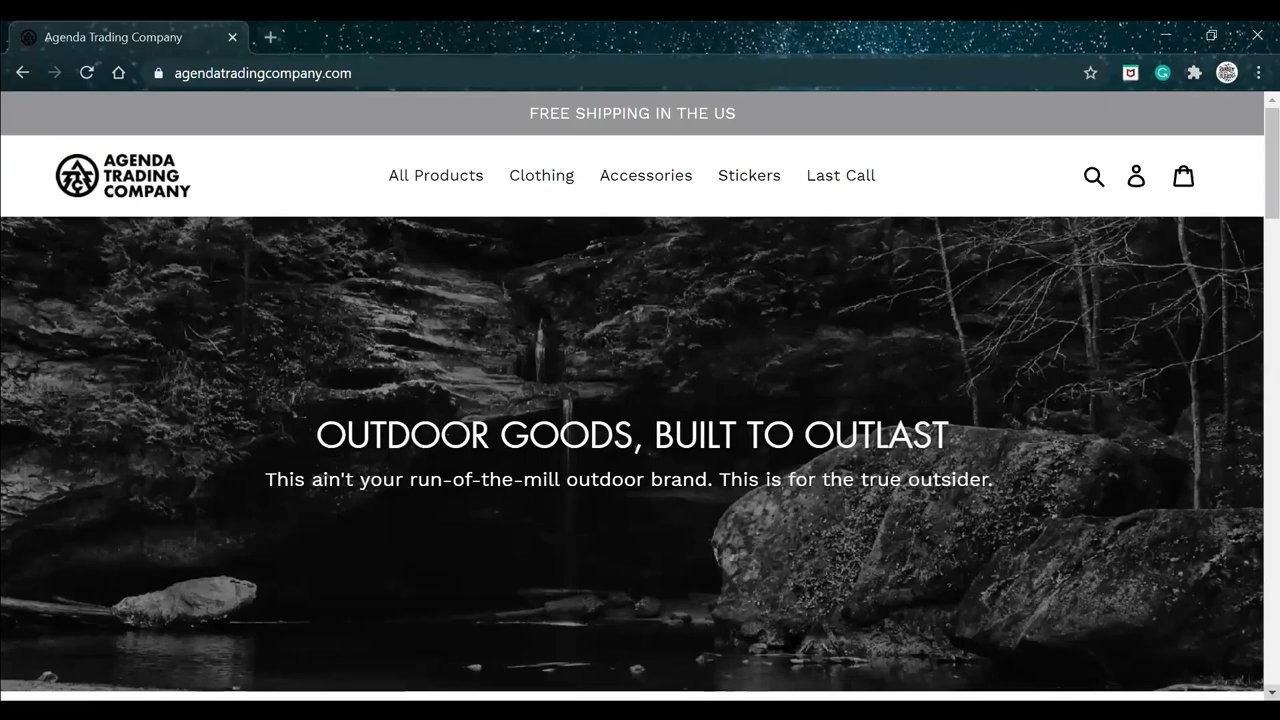 Agenda Trading Company
agendatradingcompany.com
FREE SHIPPING IN THE US
AGENDA
TRADING
COMPANY
All Products Clothing Accessories Stickers Last Call
OUTDOOR GOODS, BUILT TO OUTLAST
This ain't your run-of-the-mill outdoor brand. This is for the true outsider.